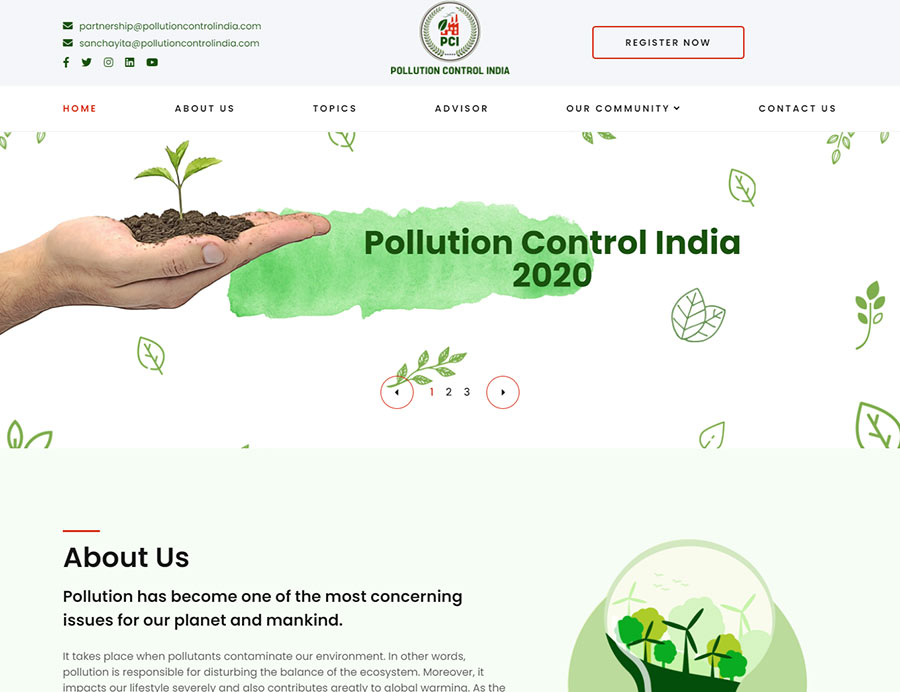 partnership@pollutioncontrolindia.com
sanchayita@pollutioncontrolindia.com
PCI
POLLUTION CONTROL INDIA
REGISTER NOW
HOME
ABOUT US
TOPICS
ADVISOR
OUR COMMUNITY
CONTACT US
Pollution Control India
2020
1 2 3
About Us
Pollution has become one of the most concerning
issues for our planet and mankind.
It takes place when pollutants contaminate our environment. In other words,
pollution is responsible for disturbing the balance of the ecosystem. Moreover, it
impacts our lifestyle severely and also contributes greatly to global warming. As the